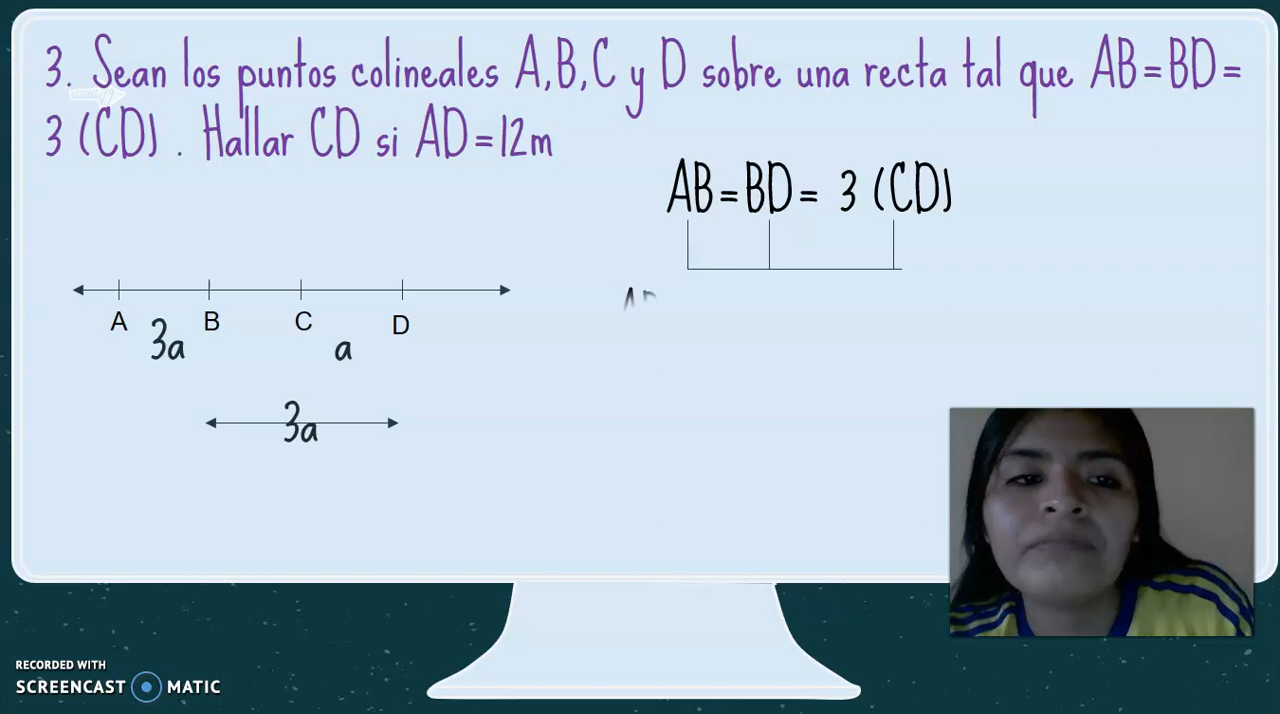 3. Sean los puntos colineales A,B,C y D sobre una recta tal que AB=BD=
3 (CD) . Hallar CD si AD=12m
AB=BD= 3 (CD)
A B C D
3a a
3a
RECORDED WITH
SCREENCAST MATIC